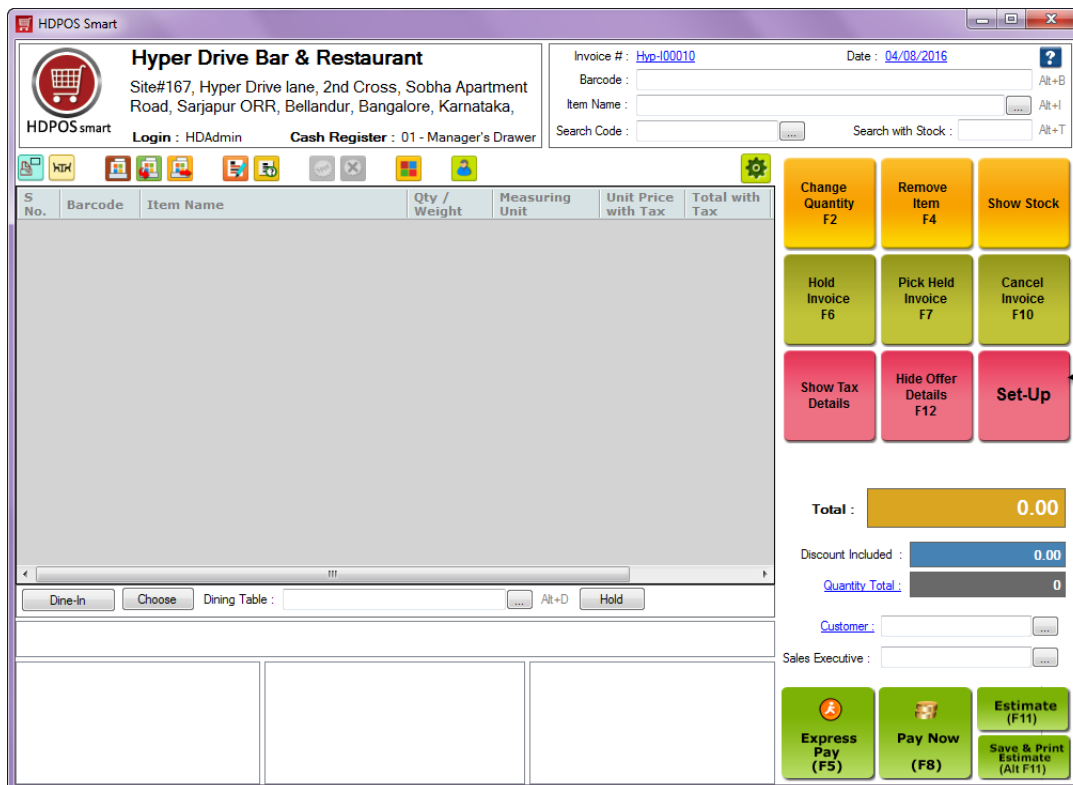 HDPOS Smart
HDPOS smart
Hyper Drive Bar & Restaurant
Site#167, Hyper Drive lane, 2nd Cross, Sobha Apartment
Road, Sarjapur ORR, Bellandur, Bangalore, Karnataka,
Login : HDAdmin Cash Register : 01 - Manager's Drawer
Invoice # : Hyp-I00010 Date : 04/08/2016 ?
Barcode : Alt+B
Item Name : ... Alt+I
Search Code : ... Search with Stock : Alt+T
S No. Barcode Item Name Qty / Weight Measuring Unit Unit Price with Tax Total with Tax
Change
Quantity
F2
Remove
Item
F4
Show Stock
Hold
Invoice
F6
Pick Held
Invoice
F7
Cancel
Invoice
F10
Show Tax
Details
Hide Offer
Details
F12
Set-Up
Total : 0.00
Discount Included : 0.00
Quantity Total : 0
Dine-In Choose Dining Table : ... Alt+D Hold
Customer : ...
Sales Executive : ...
Express
Pay
(F5)
Pay Now
(F8)
Estimate
(F11)
Save & Print
Estimate
(Alt F11)